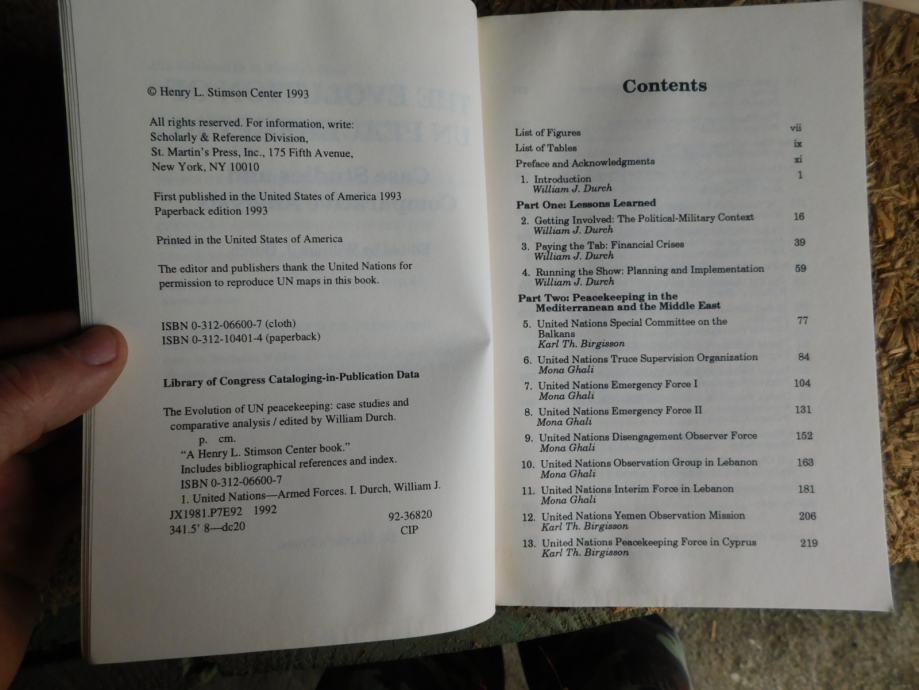 © Henry L. Stimson Center 1993
All rights reserved. For information, write:
Scholarly & Reference Division,
St. Martin's Press, Inc., 175 Fifth Avenue,
New York, NY 10010
First published in the United States of America 1993
Paperback edition 1993
Printed in the United States of America
The editor and publishers thank the United Nations for
permission to reproduce UN maps in this book.
ISBN 0-312-06600-7 (cloth)
ISBN 0-312-10401-4 (paperback)
Library of Congress Cataloging-in-Publication Data
The Evolution of UN peacekeeping: case studies and
comparative analysis / edited by William Durch.
p. cm.
"A Henry L. Stimson Center book."
Includes bibliographical references and index.
ISBN 0-312-06600-7
1. United Nations—Armed Forces. I. Durch, William J.
JX1981.P7E92 1992
341.5' 8—dc20 92-36820
CIP
Contents
List of Figures vii
List of Tables ix
Preface and Acknowledgments xi
1. Introduction 1
William J. Durch
Part One: Lessons Learned
2. Getting Involved: The Political-Military Context 16
William J. Durch
3. Paying the Tab: Financial Crises 39
William J. Durch
4. Running the Show: Planning and Implementation 59
William J. Durch
Part Two: Peacekeeping in the
Mediterranean and the Middle East
5. United Nations Special Committee on the 77
Balkans
Karl Th. Birgisson
6. United Nations Truce Supervision Organization 84
Mona Ghali
7. United Nations Emergency Force I 104
Mona Ghali
8. United Nations Emergency Force II 131
Mona Ghali
9. United Nations Disengagement Observer Force 152
Mona Ghali
10. United Nations Observation Group in Lebanon 163
Mona Ghali
11. United Nations Interim Force in Lebanon 181
Mona Ghali
12. United Nations Yemen Observation Mission 206
Karl Th. Birgisson
13. United Nations Peacekeeping Force in Cyprus 219
Karl Th. Birgisson